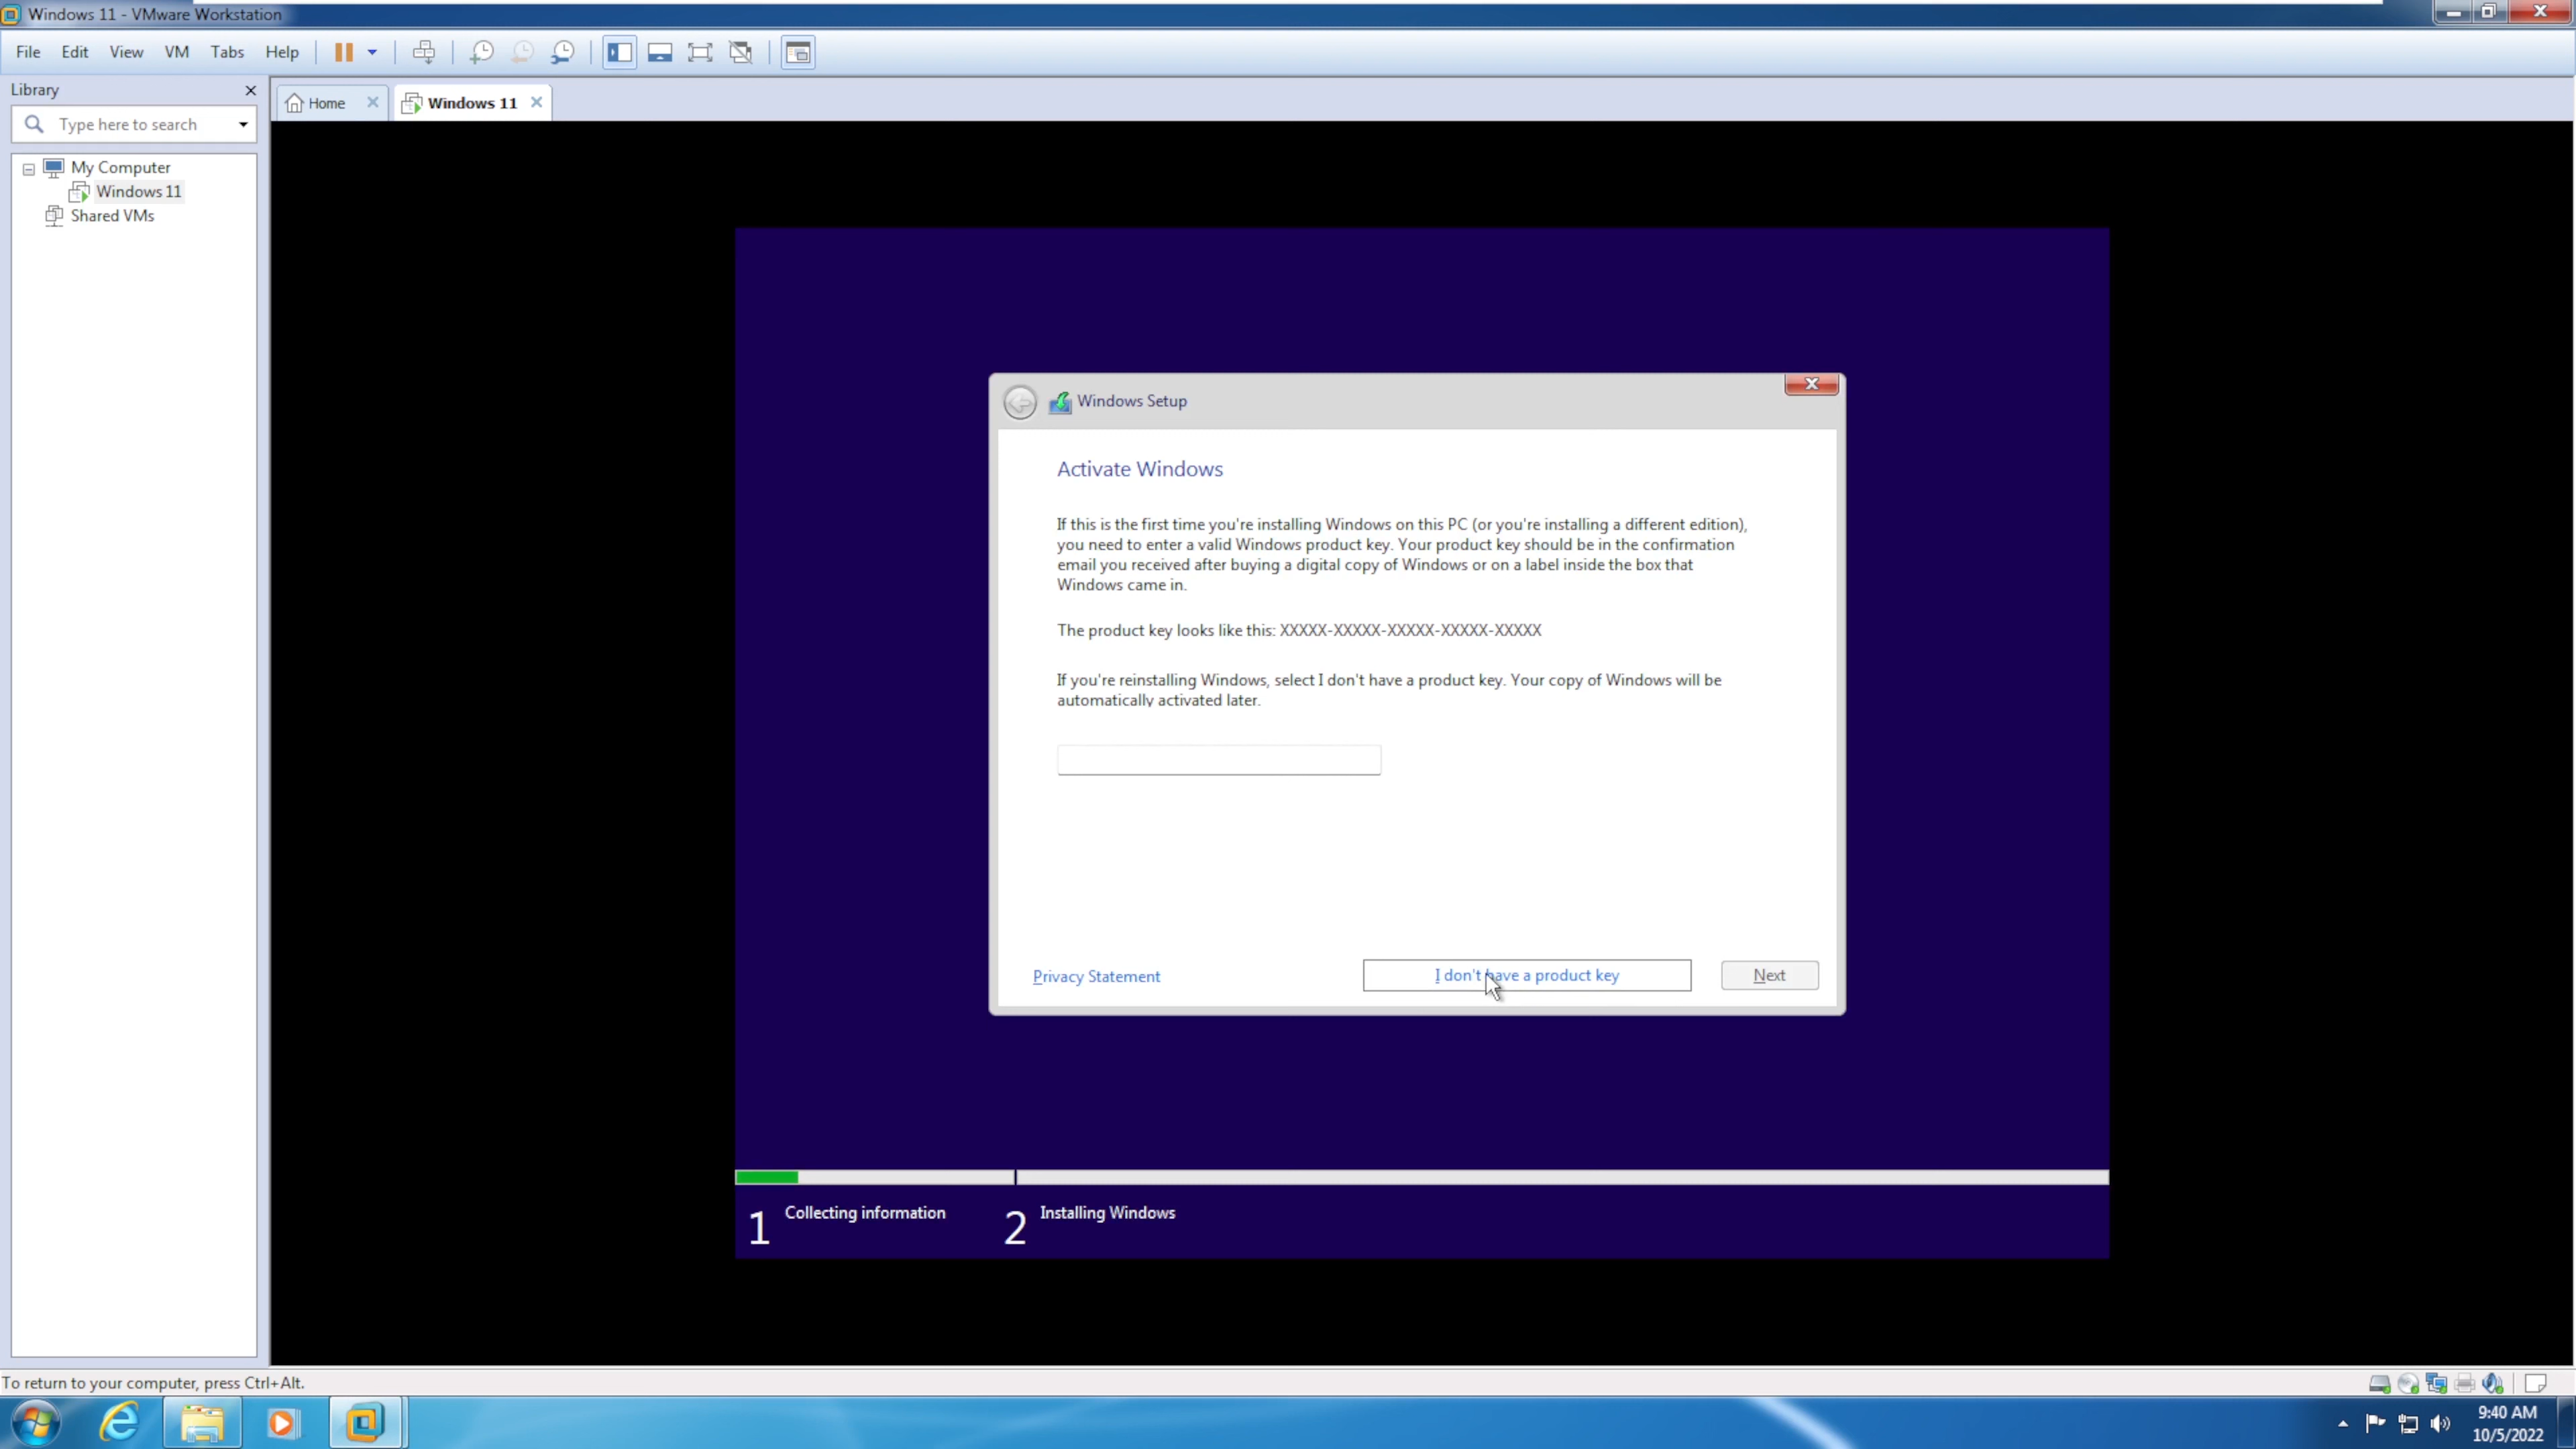 Windows 11 - VMware Workstation
File Edit View VM Tabs Help
Library
Home
Windows 11
Type here to search
My Computer
Windows 11
Shared VMs
Windows Setup
Activate Windows
If this is the first time you're installing Windows on this PC (or you're installing a different edition),
you need to enter a valid Windows product key. Your product key should be in the confirmation
email you received after buying a digital copy of Windows or on a label inside the box that
Windows came in.
The product key looks like this: XXXXX-XXXXX-XXXXX-XXXXX-XXXXX
If you're reinstalling Windows, select I don't have a product key. Your copy of Windows will be
automatically activated later.
Privacy Statement
I don't have a product key
Next
1 Collecting information
2 Installing Windows
To return to your computer, press Ctrl+Alt.
9:40 AM
10/5/2022